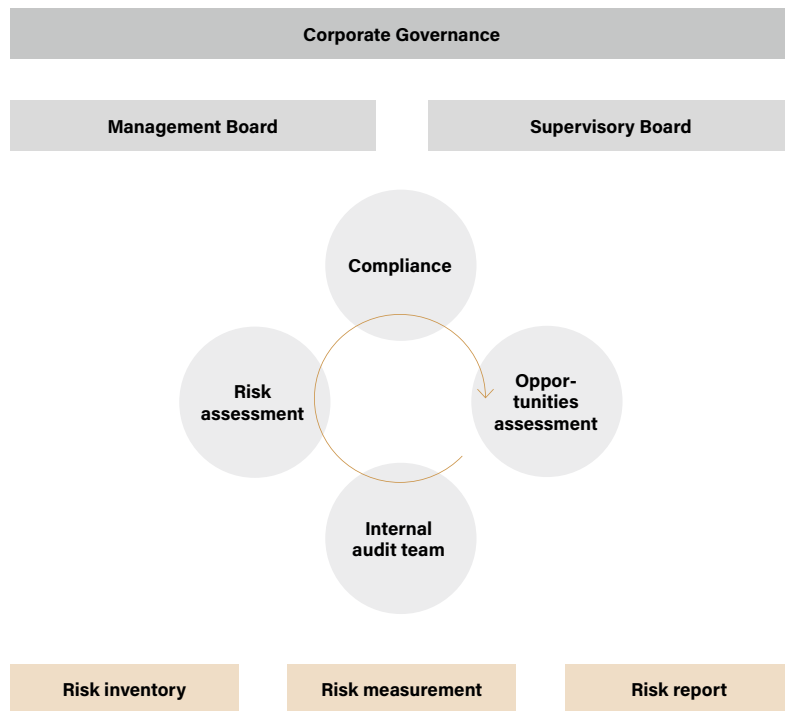 Corporate Governance
Management Board
Supervisory Board
Compliance
Risk
assessment
Oppor-
tunities
assessment
Internal
audit team
Risk inventory
Risk measurement
Risk report